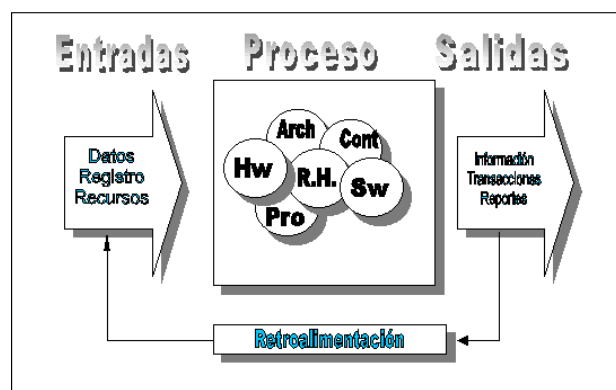 Entradas Proceso Salidas
Datos
Registro
Recursos
Arch
Cont
Hw
R.H.
Sw
Pro
Información
Transacciones
Reportes
Retroalimentación